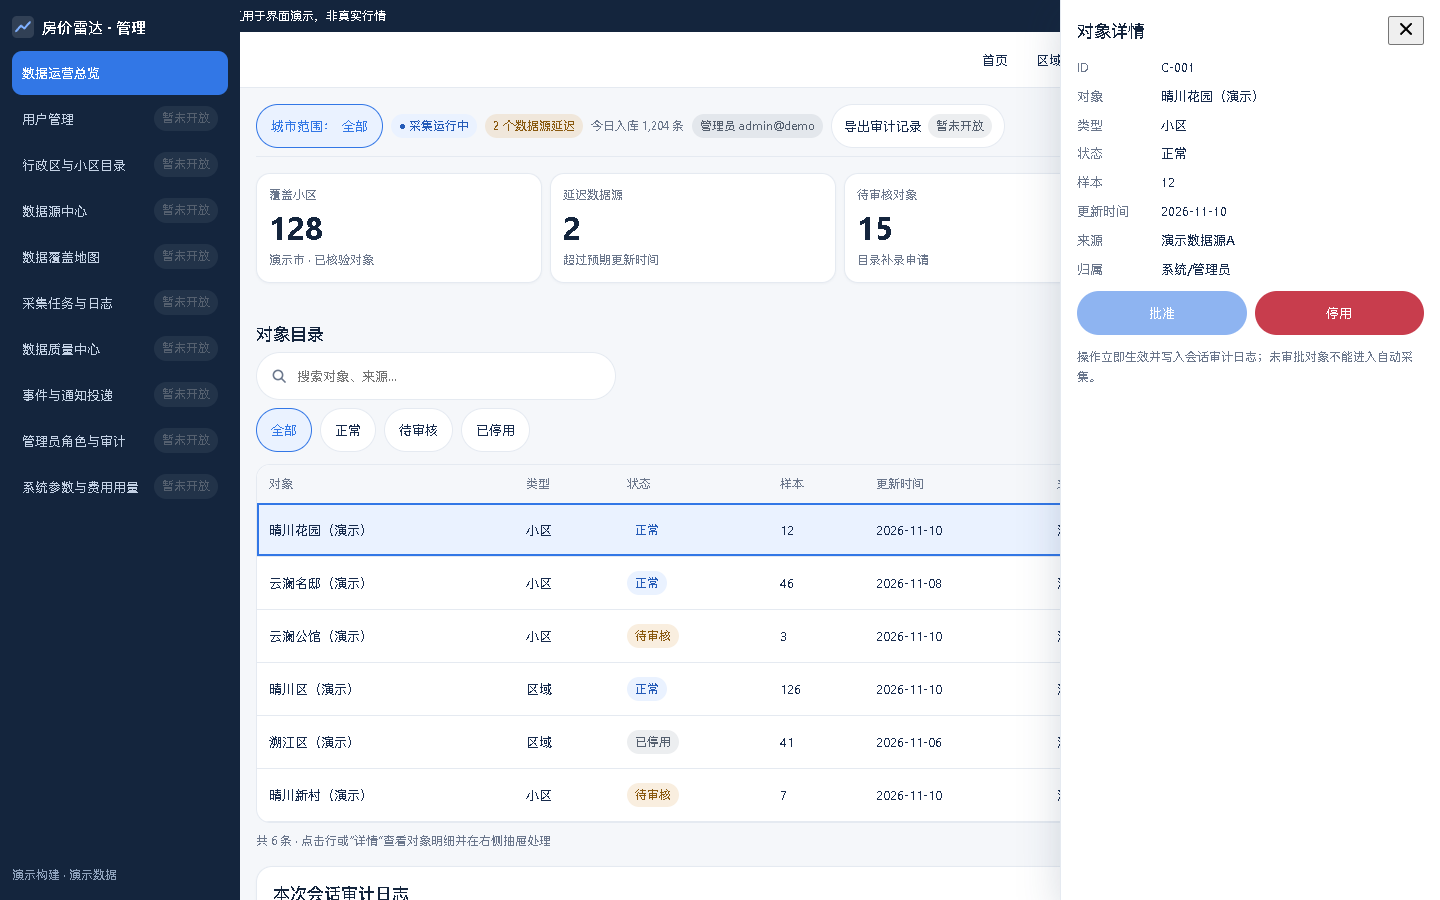 房价雷达 · 管理
数据运营总览
用户管理 暂未开放
行政区与小区目录 暂未开放
数据源中心 暂未开放
数据覆盖地图 暂未开放
采集任务与日志 暂未开放
数据质量中心 暂未开放
事件与通知投递 暂未开放
管理员角色与审计 暂未开放
系统参数与费用用量 暂未开放
演示构建 · 演示数据
用于界面演示，非真实行情
首页 区域
城市范围： 全部 采集运行中 2 个数据源延迟 今日入库 1,204 条 管理员 admin@demo 导出审计记录 暂未开放
覆盖小区
128
演示市 · 已核验对象
延迟数据源
2
超过预期更新时间
待审核对象
15
目录补录申请
对象目录
搜索对象、来源...
全部 正常 待审核 已停用
对象 类型 状态 样本 更新时间
晴川花园（演示） 小区 正常 12 2026-11-10
云澜名邸（演示） 小区 正常 46 2026-11-08
云澜公馆（演示） 小区 待审核 3 2026-11-10
晴川区（演示） 区域 正常 126 2026-11-10
溯江区（演示） 区域 已停用 41 2026-11-06
晴川新村（演示） 小区 待审核 7 2026-11-10
共 6 条 · 点击行或“详情”查看对象明细并在右侧抽屉处理
本次会话审计日志
对象详情
ID C-001
对象 晴川花园（演示）
类型 小区
状态 正常
样本 12
更新时间 2026-11-10
来源 演示数据源A
归属 系统/管理员
批准 停用
操作立即生效并写入会话审计日志；未审批对象不能进入自动采
集。